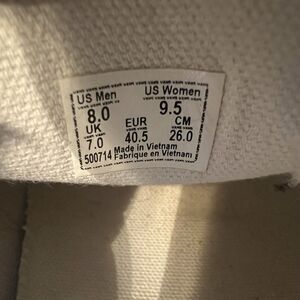 US Men US Women
8.0 9.5
UK EUR CM
7.0 40.5 26.0
500714 Made in Vietnam
Fabrique en Vietnam